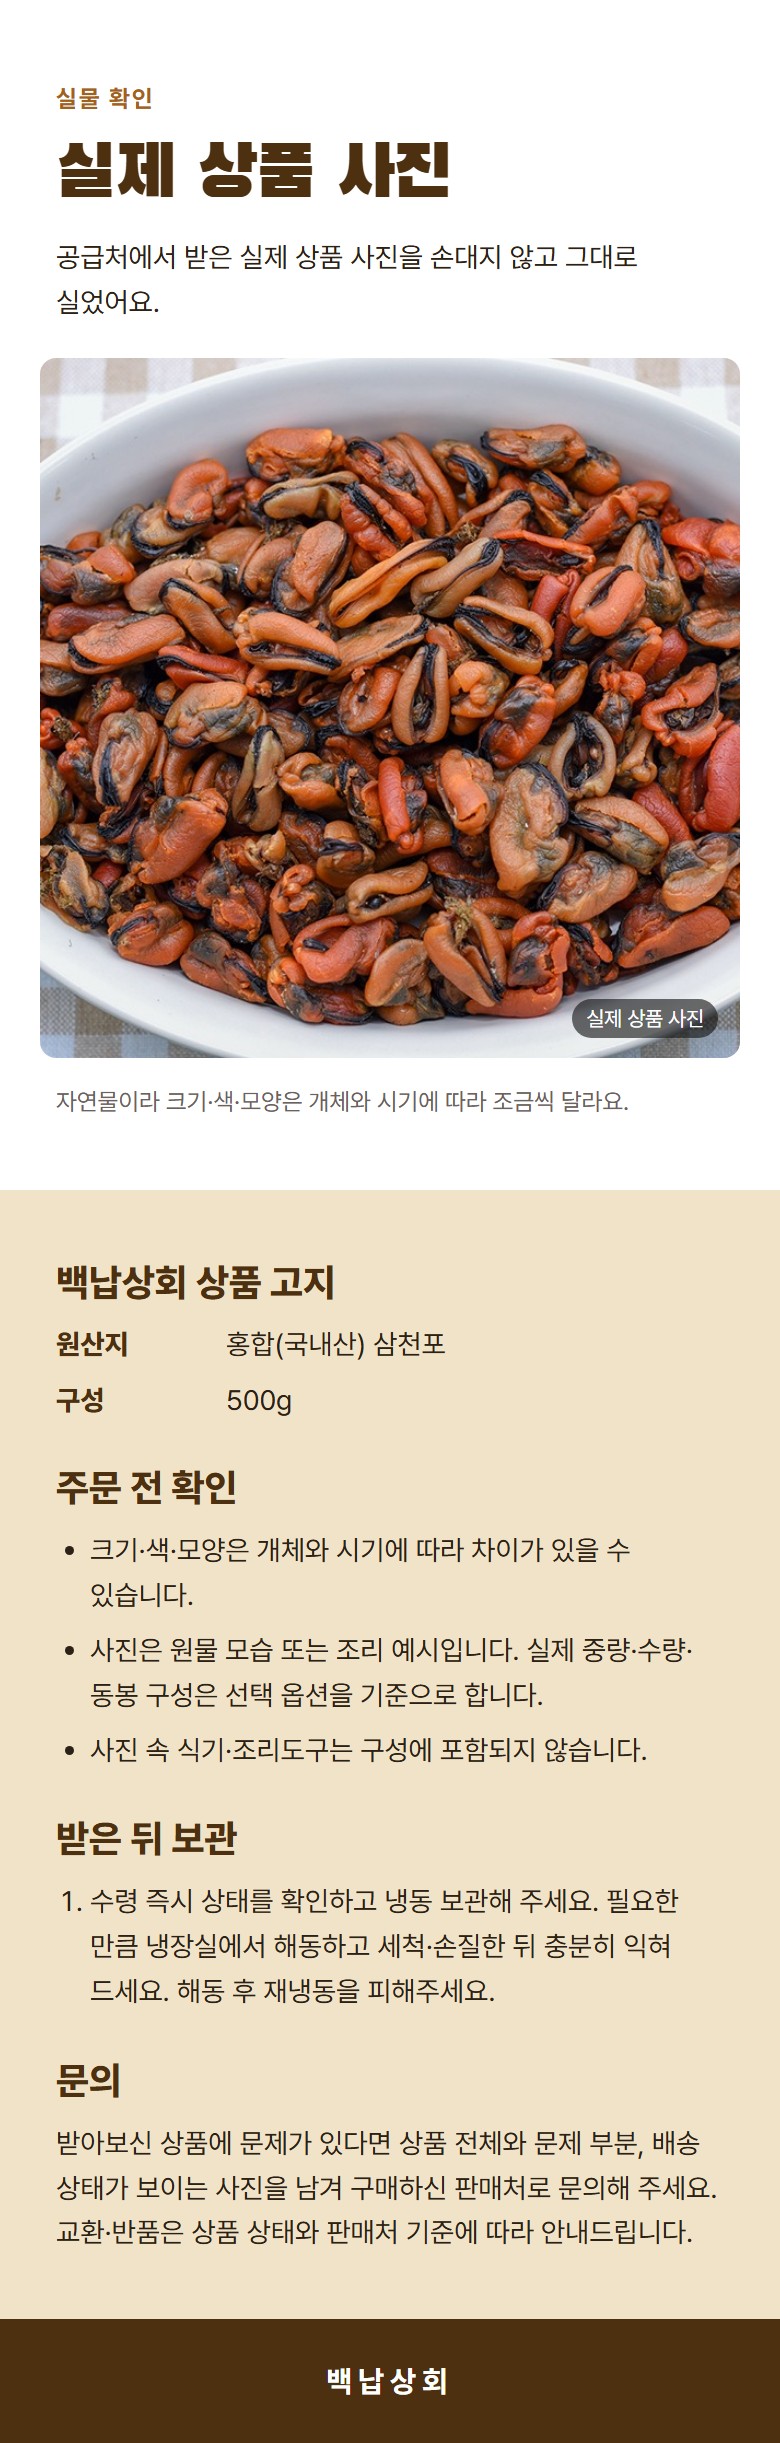 실물 확인
실제 상품 사진
공급처에서 받은 실제 상품 사진을 손대지 않고 그대로
실었어요.
실제 상품 사진
자연물이라 크기·색·모양은 개체와 시기에 따라 조금씩 달라요.
백납상회 상품 고지
원산지 홍합(국내산) 삼천포
구성 500g
주문 전 확인
• 크기·색·모양은 개체와 시기에 따라 차이가 있을 수
있습니다.
• 사진은 원물 모습 또는 조리 예시입니다. 실제 중량·수량·
동봉 구성은 선택 옵션을 기준으로 합니다.
• 사진 속 식기·조리도구는 구성에 포함되지 않습니다.
받은 뒤 보관
1. 수령 즉시 상태를 확인하고 냉동 보관해 주세요. 필요한
만큼 냉장실에서 해동하고 세척·손질한 뒤 충분히 익혀
드세요. 해동 후 재냉동을 피해주세요.
문의
받아보신 상품에 문제가 있다면 상품 전체와 문제 부분, 배송
상태가 보이는 사진을 남겨 구매하신 판매처로 문의해 주세요.
교환·반품은 상품 상태와 판매처 기준에 따라 안내드립니다.
백납상회